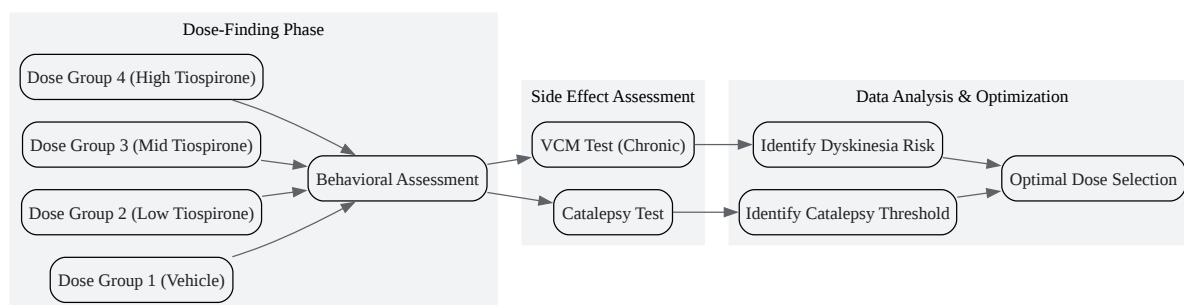 Dose-Finding Phase
Dose Group 4 (High Tiospirone)
Dose Group 3 (Mid Tiospirone)
Dose Group 2 (Low Tiospirone)
Dose Group 1 (Vehicle)
Behavioral Assessment
Side Effect Assessment
VCM Test (Chronic)
Catalepsy Test
Data Analysis & Optimization
Identify Dyskinesia Risk
Identify Catalepsy Threshold
Optimal Dose Selection